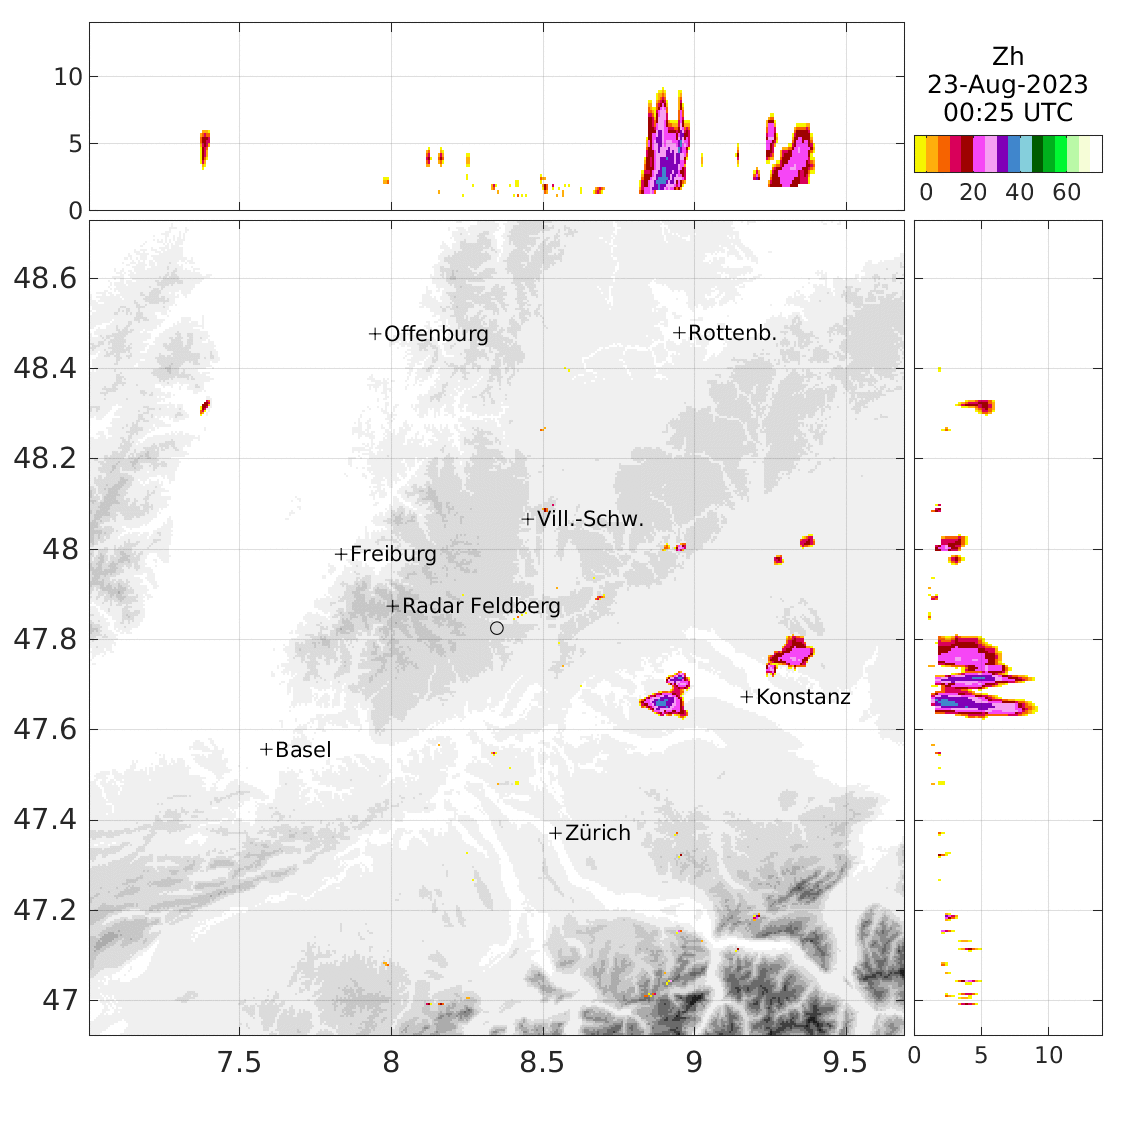 Zh
23-Aug-2023
00:25 UTC
10
5
0
0 20 40 60
48.6
Offenburg
Rottenb.
48.4
48.2
Vill.-Schw.
48
Freiburg
Radar Feldberg
47.8
Konstanz
47.6
Basel
47.4
Zürich
47.2
47
7.5 8 8.5 9 9.5
0 5 10